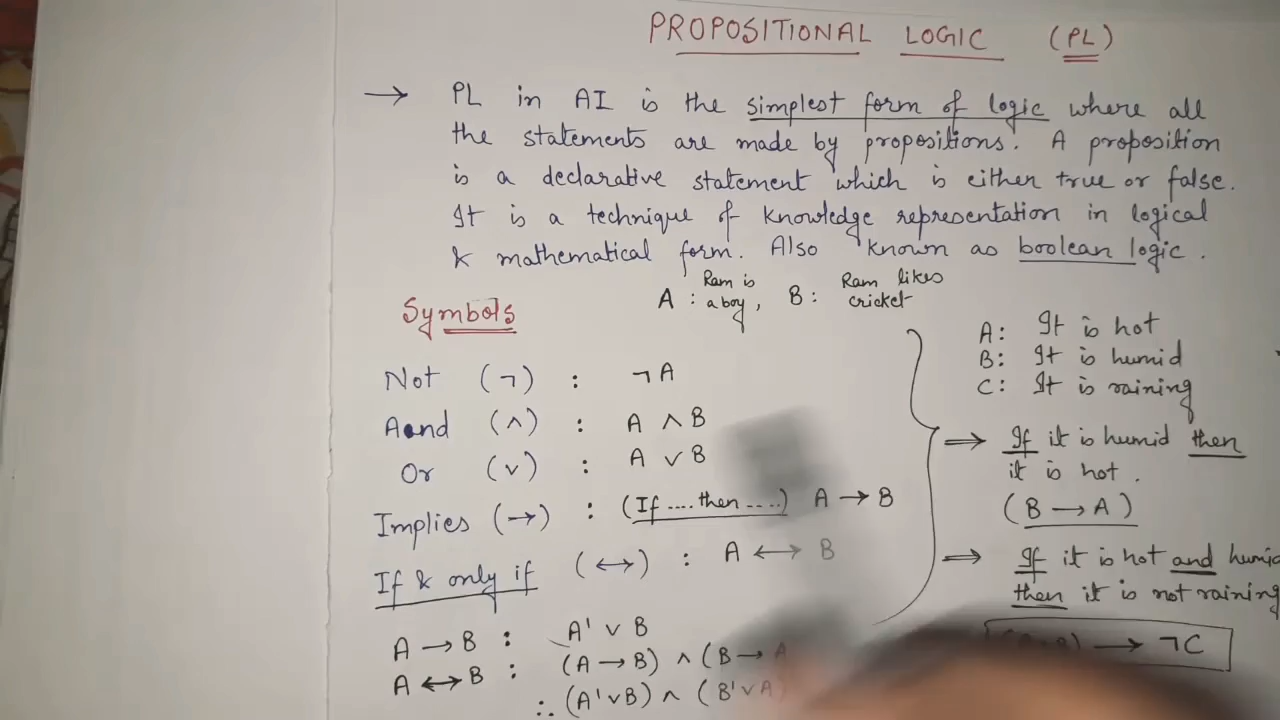 PROPOSITIONAL LOGIC (PL)
→ PL in AI is the simplest form of logic where all
the statements are made by propositions. A proposition
is a declarative statement which is either true or false.
It is a technique of knowledge representation in logical
& mathematical form. Also known as boolean logic.
A : Ram is a boy, B : Ram likes cricket
Symbols
Not (¬) : ¬A
And (∧) : A ∧ B
Or (∨) : A ∨ B
Implies (→) : (If ....then ....) A → B
If & only if (↔) : A ↔ B
A → B : A' ∨ B
A ↔ B : (A → B) ∧ (B → A
∴ (A' ∨ B) ∧ (B' ∨ A)
A: It is hot
B: It is humid
C: It is raining
⇒ If it is humid then
it is hot.
(B → A)
⇒ If it is hot and humid
then it is not raining
→ ¬C